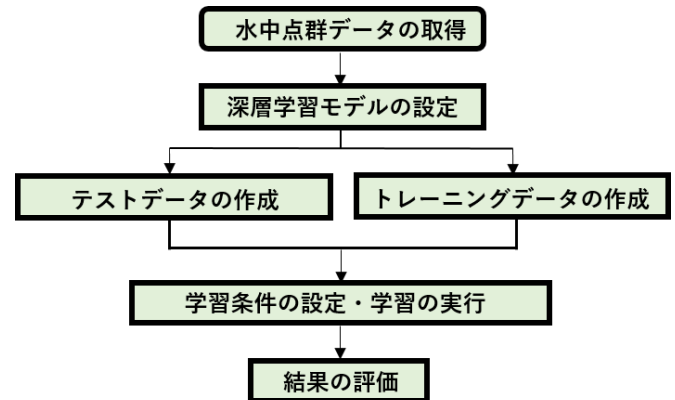 水中点群データの取得
深層学習モデルの設定
テストデータの作成
トレーニングデータの作成
学習条件の設定・学習の実行
結果の評価